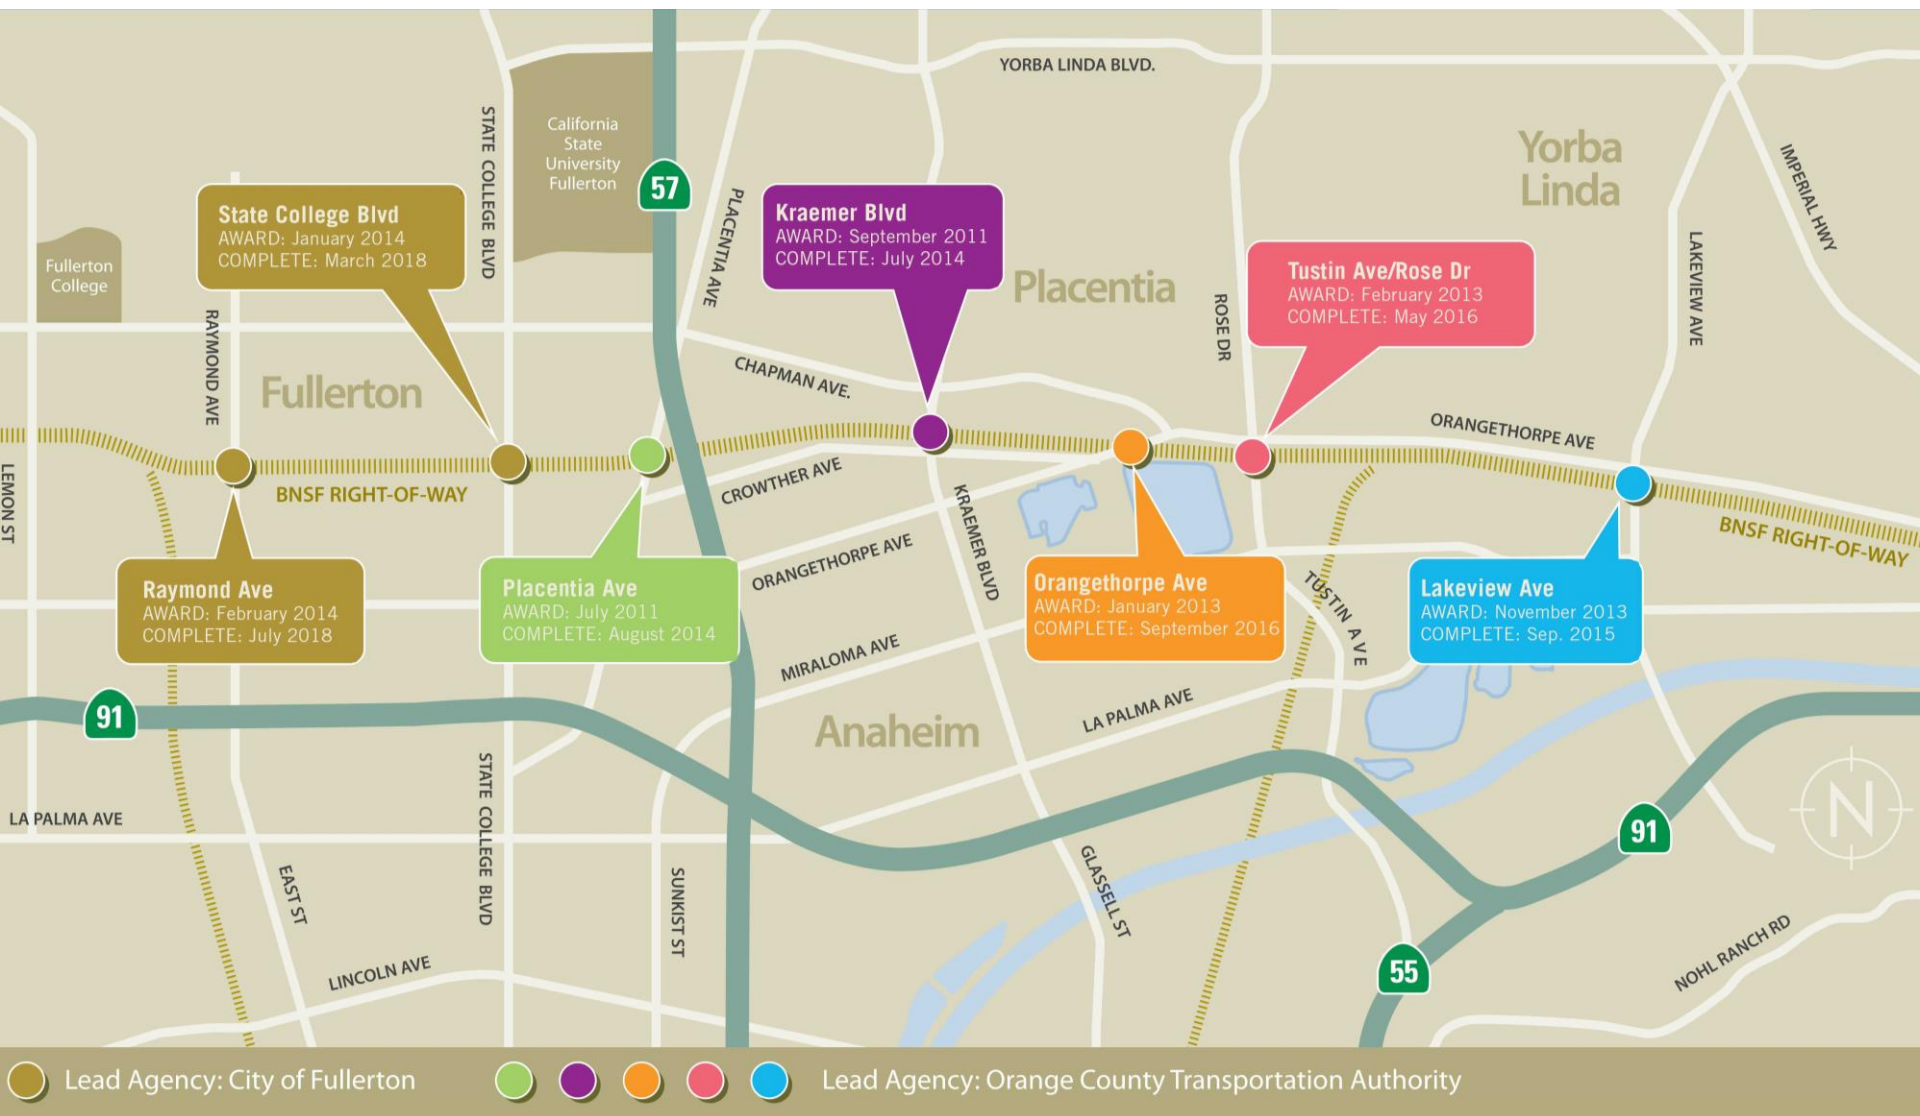 YORBA LINDA BLVD.
California
State
University
Fullerton
STATE COLLEGE BLVD
57
PLACENTIA AVE
Yorba
Linda
IMPERIAL HWY
LAKEVIEW AVE
State College Blvd
AWARD: January 2014
COMPLETE: March 2018
Kraemer Blvd
AWARD: September 2011
COMPLETE: July 2014
Placentia
Tustin Ave/Rose Dr
AWARD: February 2013
COMPLETE: May 2016
Fullerton
College
RAYMOND AVE
ROSE DR
Fullerton
CHAPMAN AVE.
ORANGETHORPE AVE
LEMON ST
BNSF RIGHT-OF-WAY
CROWTHER AVE
KRAEMER BLVD
BNSF RIGHT-OF-WAY
ORANGETHORPE AVE
Raymond Ave
AWARD: February 2014
COMPLETE: July 2018
Placentia Ave
AWARD: July 2011
COMPLETE: August 2014
Orangethorpe Ave
AWARD: January 2013
COMPLETE: September 2016
TUSTIN AVE
Lakeview Ave
AWARD: November 2013
COMPLETE: Sep. 2015
MIRALOMA AVE
91
Anaheim
LA PALMA AVE
LA PALMA AVE
STATE COLLEGE BLVD
N
91
EAST ST
SUNKIST ST
GLASSELL ST
LINCOLN AVE
55
NOHL RANCH RD
Lead Agency: City of Fullerton
Lead Agency: Orange County Transportation Authority